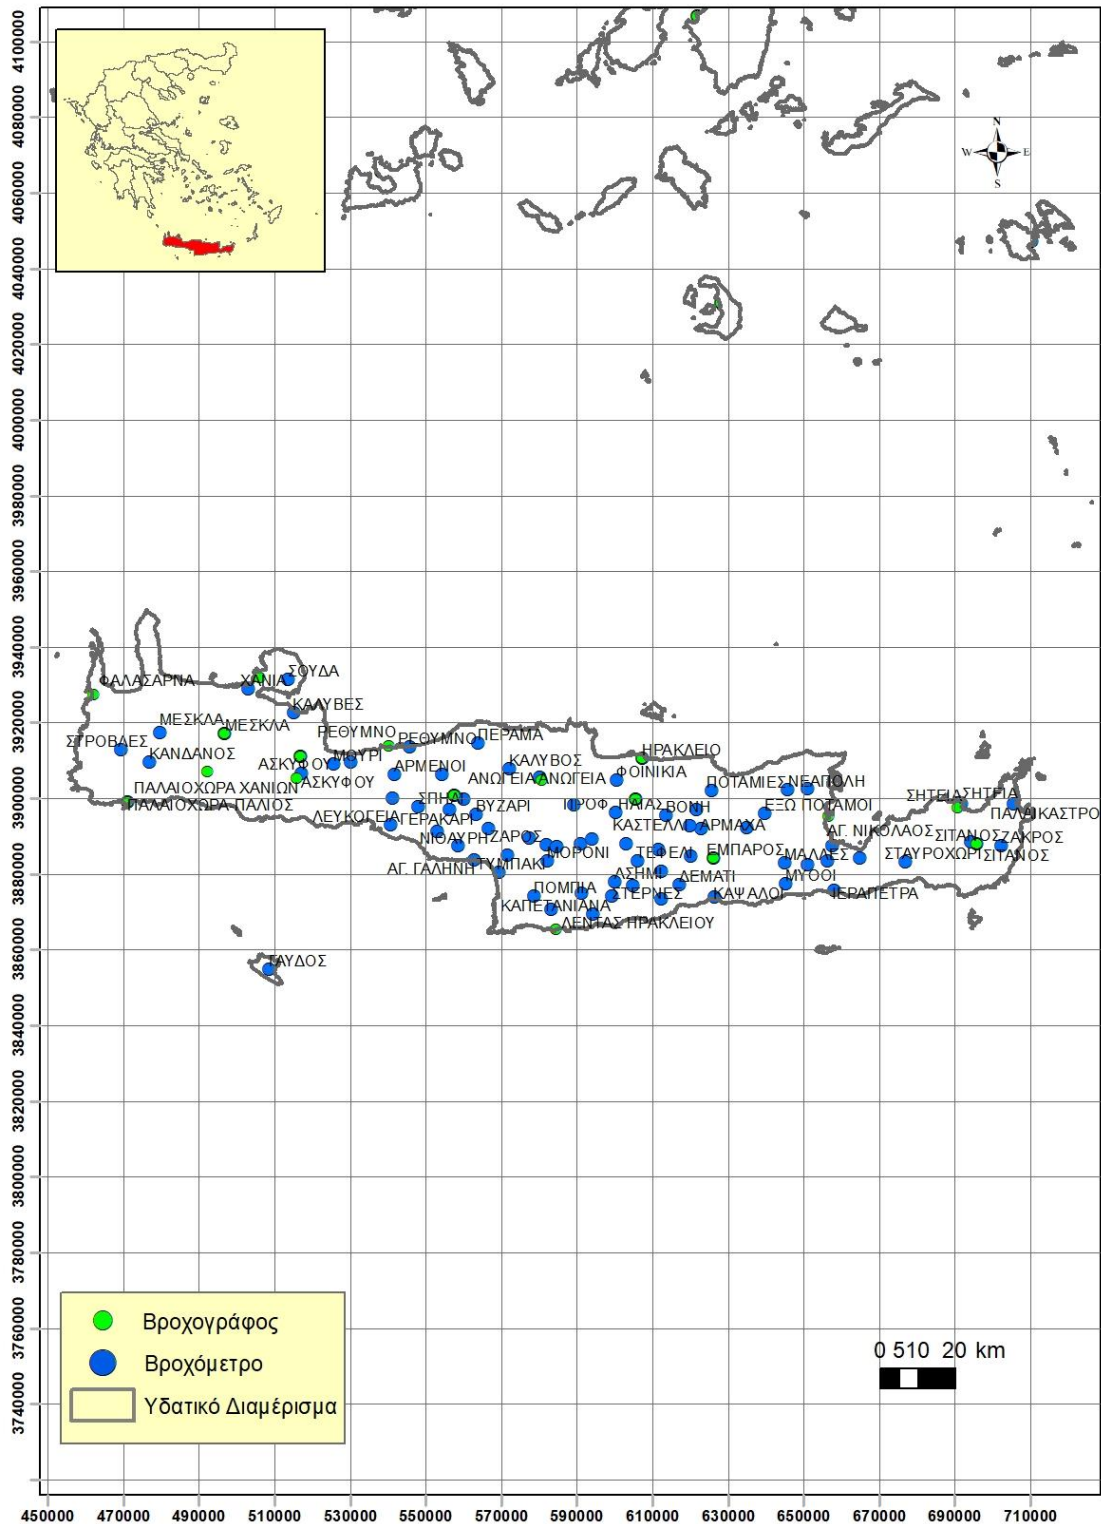 4100000
4080000
4060000
4040000
4020000
4000000
3980000
3960000
3940000
3920000
3900000
3880000
3860000
3840000
3820000
3800000
3780000
3760000
3740000
N
W E
S
ΦΑΛΑΣΑΡΝΑ
ΧΑΝΙΑ
ΣΟΥΔΑ
ΚΑΛΥΒΕΣ
ΜΕΣΚΛΑ
ΜΕΣΚΛΑ
ΣΤΡΟΒΛΕΣ
ΚΑΝΔΑΝΟΣ
ΡΕΘΥΜΝΟ
ΡΕΘΥΜΝΟ
ΠΕΡΑΜΑ
ΗΡΑΚΛΕΙΟ
ΑΣΚΥΦΟΥ
ΜΟΥΡΙ
ΑΣΚΥΦΟΥ
ΑΡΜΕΝΟΙ
ΚΑΛΥΒΟΣ
ΑΝΩΓΕΙΑ
ΑΝΩΓΕΙΑ
ΦΟΙΝΙΚΙΑ
ΠΟΤΑΜΙΕΣ
ΝΕΑΠΟΛΗ
ΠΑΛΑΙΟΧΩΡΑ ΧΑΝΙΩΝ
ΠΑΛΑΙΟΧΩΡΑ ΠΑΛΙΟΣ
ΣΠΗΛΙ
ΒΥΖΑΡΙ
ΠΡΟΦ. ΗΛΙΑΣ
ΒΟΝΗ
ΕΞΩ ΠΟΤΑΜΟΙ
ΣΗΤΕΙΑ
ΣΗΤΕΙΑ
ΠΑΛΑΙΚΑΣΤΡΟ
ΛΕΥΚΟΓΕΙΑ
ΓΕΡΑΚΑΡΙ
ΚΑΣΤΕΛΛΙ
ΑΡΜΑΧΑ
ΑΓ. ΝΙΚΟΛΑΟΣ
ΝΙΘΑΥΡΗ
ΖΑΡΟΣ
ΣΙΤΑΝΟΣ
ΖΑΚΡΟΣ
ΑΓ. ΓΑΛΗΝΗ
ΤΥΜΠΑΚΙ
ΜΟΡΟΝΙ
ΤΕΦΕΛΙ
ΕΜΠΑΡΟΣ
ΜΑΛΛΕΣ
ΣΤΑΥΡΟΧΩΡΙ
ΣΙΤΑΝΟΣ
ΠΟΜΠΙΑ
ΑΣΗΜΙ
ΔΕΜΑΤΙ
ΜΥΘΟΙ
ΚΑΠΕΤΑΝΙΑΝΑ
ΣΤΕΡΝΕΣ
ΚΑΨΑΛΟΙ
ΙΕΡΑΠΕΤΡΑ
ΛΕΝΤΑΣ ΗΡΑΚΛΕΙΟΥ
ΓΑΥΔΟΣ
Βροχογράφος
Βροχόμετρο
Υδατικό Διαμέρισμα
0 510 20 km
450000 470000 490000 510000 530000 550000 570000 590000 610000 630000 650000 670000 690000 710000